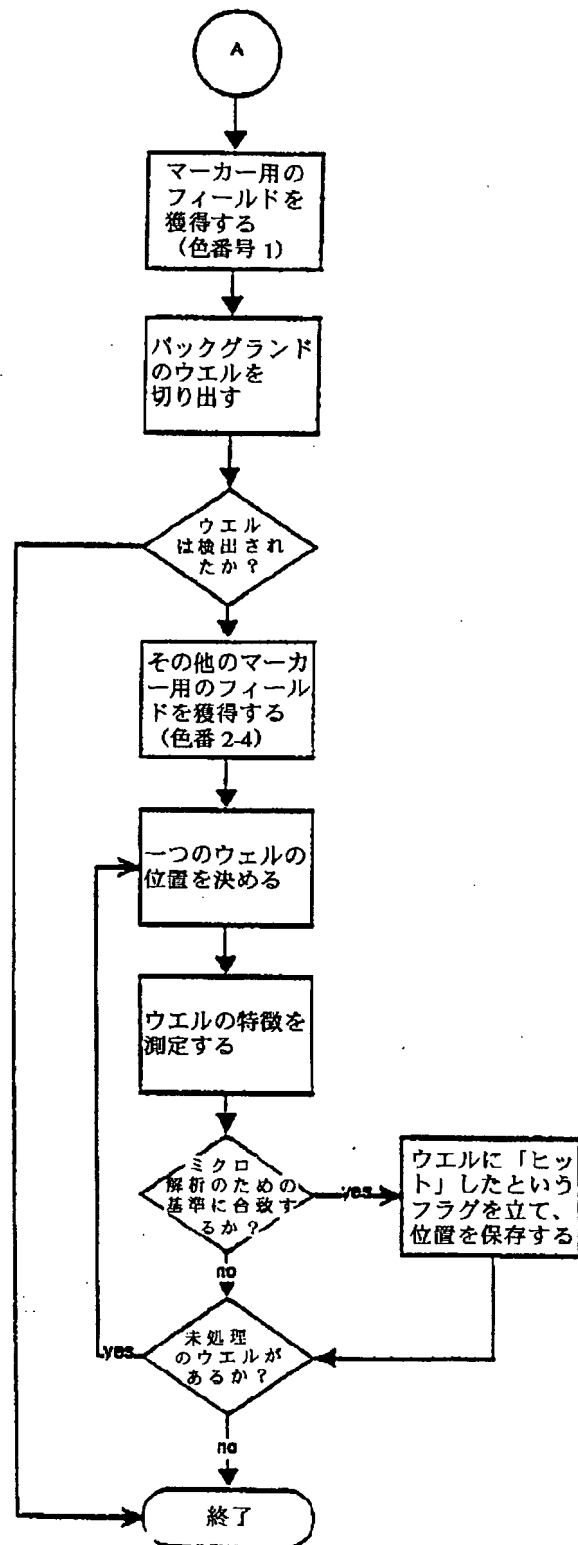 A
マーカー用の
フィールドを
獲得する
（色番号 1）
バックグランド
のウエルを
切り出す
ウエル
は検出され
たか？
その他のマーカ
ー用のフィール
ドを獲得する
（色番 2-4）
一つのウェルの
位置を決める
ウエルの特徴を
測定する
ミクロ
解析のための
基準に合致す
るか？
yes
ウエルに「ヒッ
ト」したという
フラグを立て、
位置を保存する
no
未処理
のウエルが
あるか？
yes
no
終了